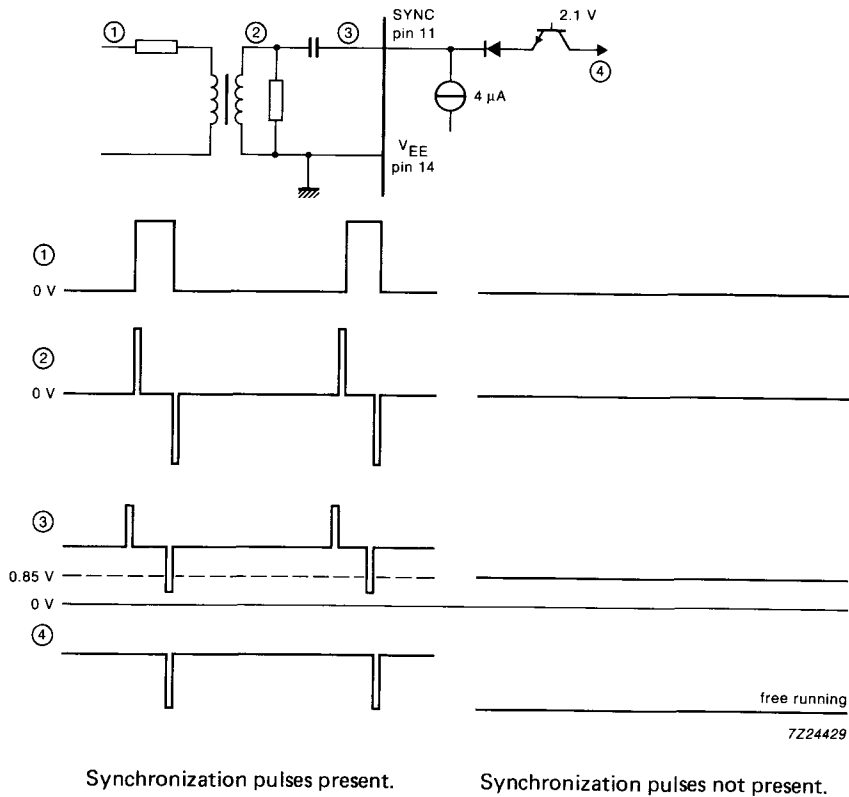 ① ② ③ SYNC
pin 11
2.1 V
④
4 µA
V_EE
pin 14
①
0 V
②
0 V
③
0.85 V
0 V
④
free running
7Z24429
Synchronization pulses present. Synchronization pulses not present.